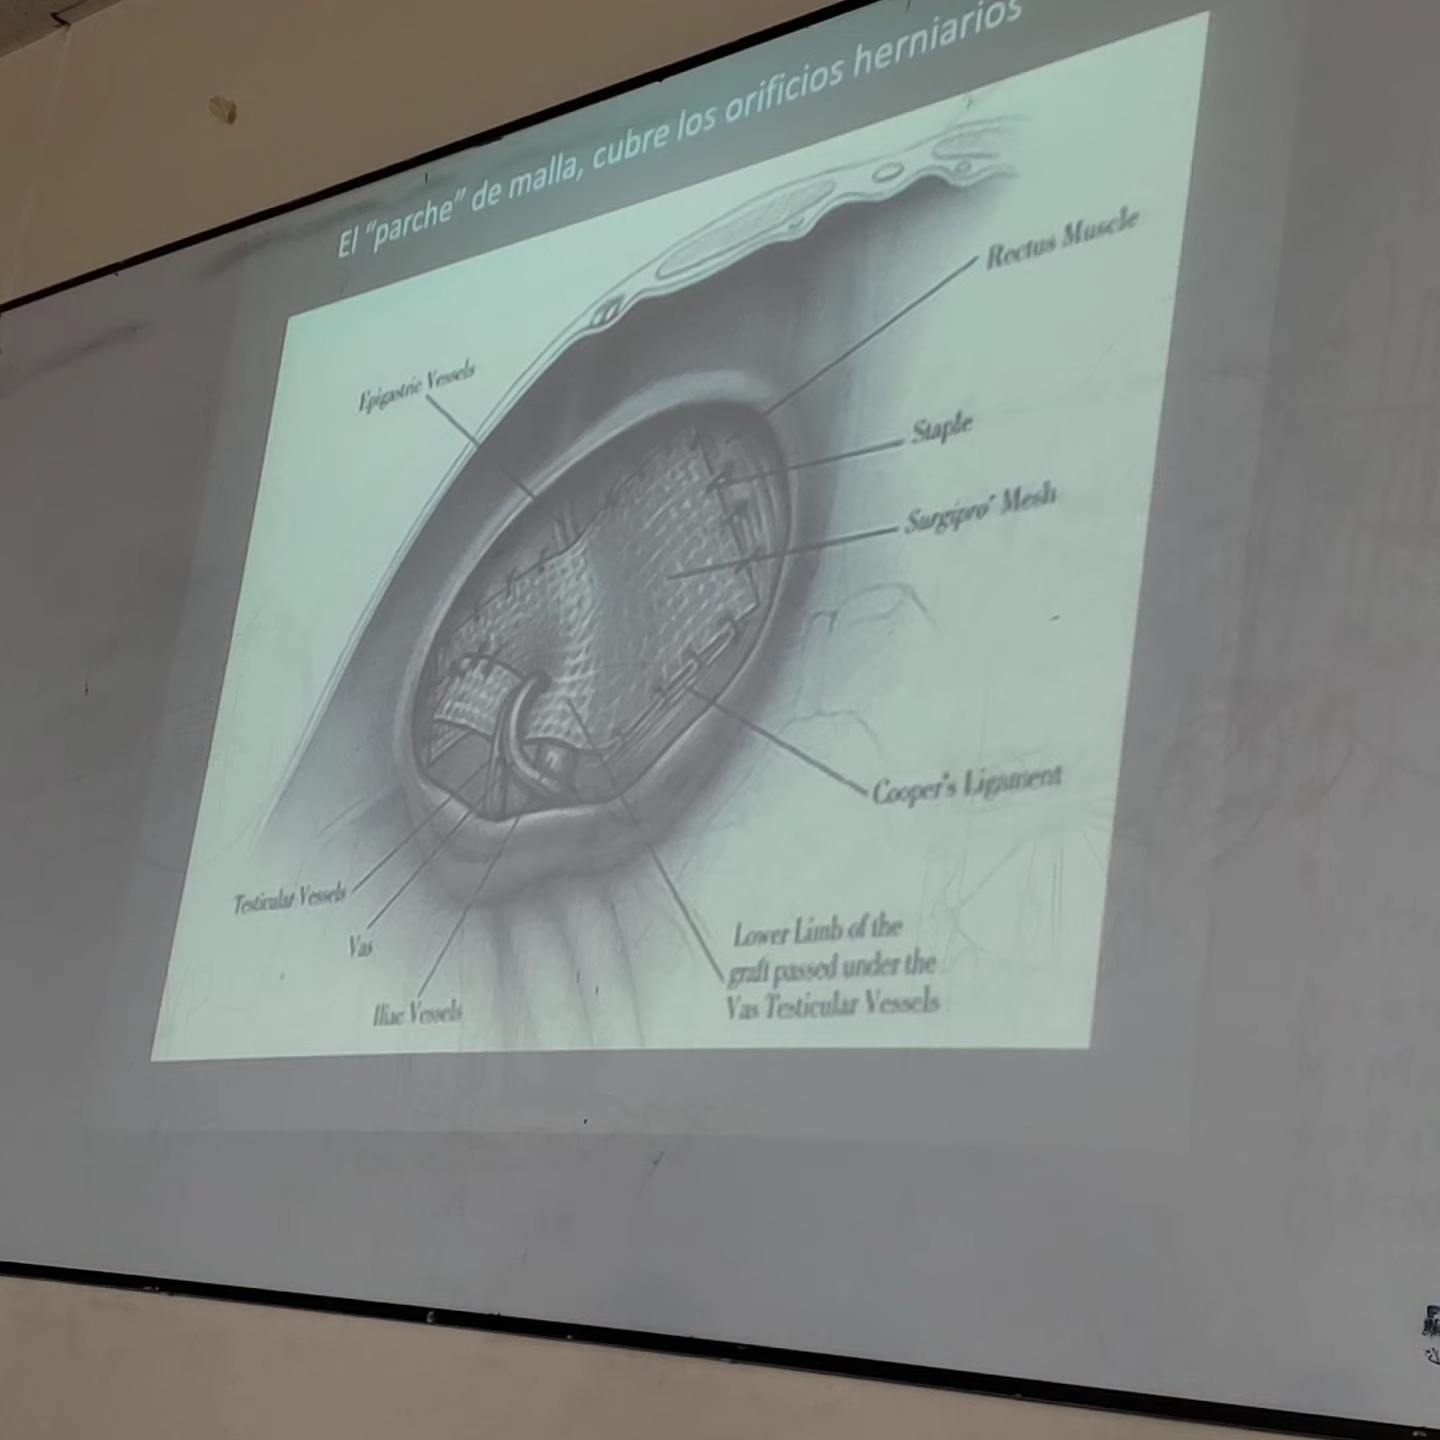 El "parche" de malla, cubre los orificios herniarios
Rectus Muscle
Epigastric Vessels
Staple
Surgipro* Mesh
Cooper's Ligament
Testicular Vessels
Vas
Iliac Vessels
Lower Limb of the
graft passed under the
Vas Testicular Vessels